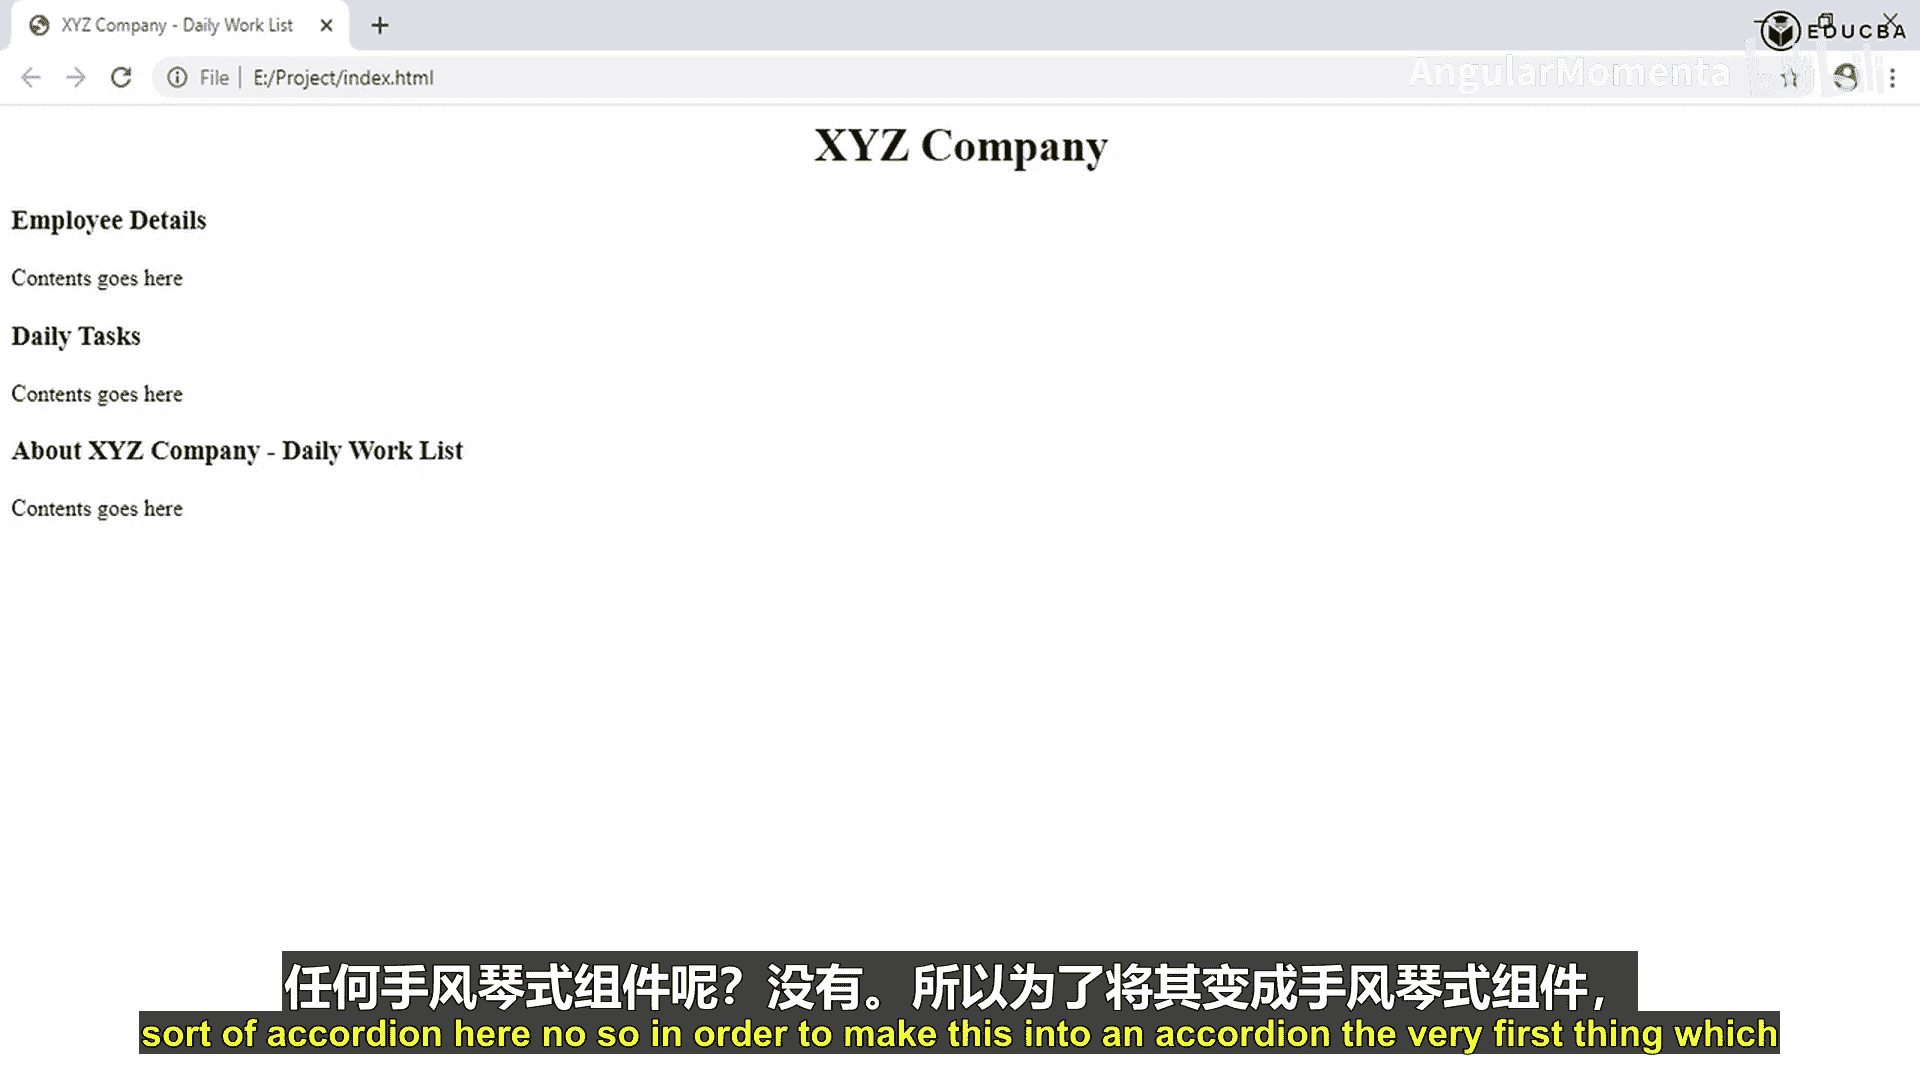 XYZ Company - Daily Work List
EDUCBA
File
E:/Project/index.html
AngularMomenta
XYZ Company
Employee Details
Contents goes here
Daily Tasks
Contents goes here
About XYZ Company - Daily Work List
Contents goes here
任何手风琴式组件呢？没有。所以为了将其变成手风琴式组件，
sort of accordion here no so in order to make this into an accordion the very first thing which